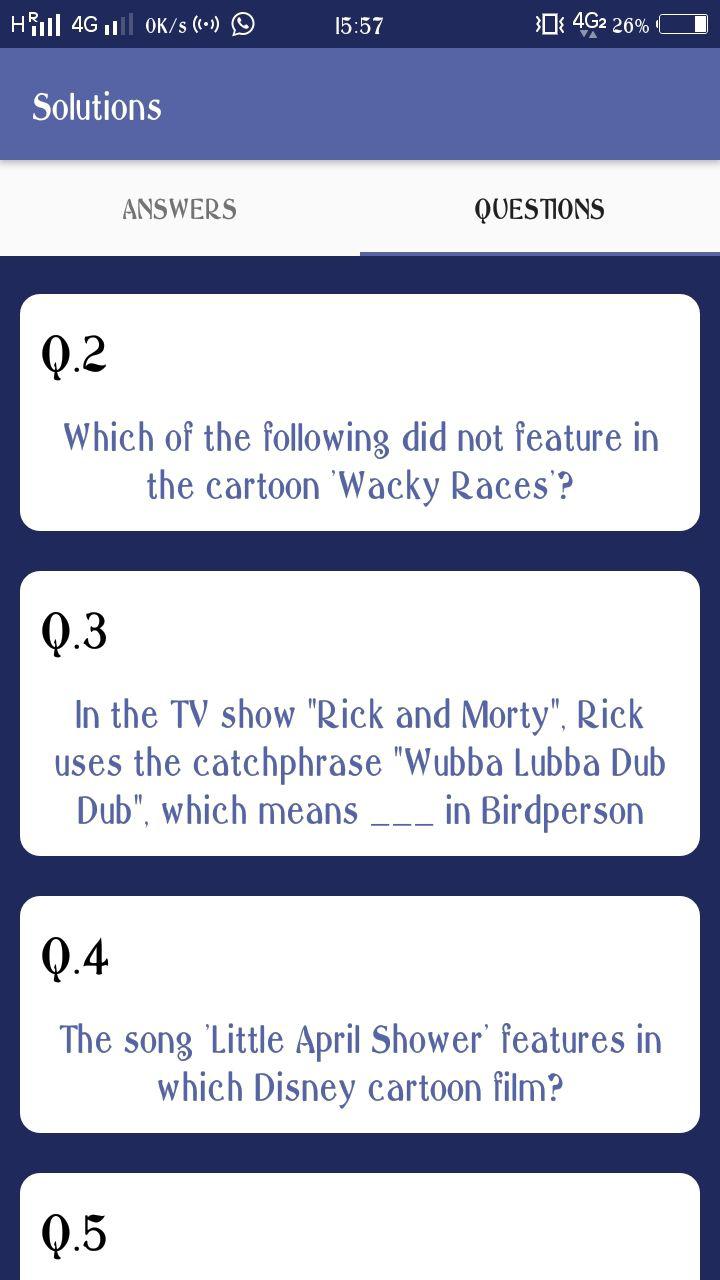 HR 4G 0K/s 15:57 4G2 26%
Solutions
ANSWERS QUESTIONS
Q.2
Which of the following did not feature in
the cartoon 'Wacky Races'?
Q.3
In the TV show "Rick and Morty", Rick
uses the catchphrase "Wubba Lubba Dub
Dub", which means ___ in Birdperson
Q.4
The song 'Little April Shower' features in
which Disney cartoon film?
Q.5